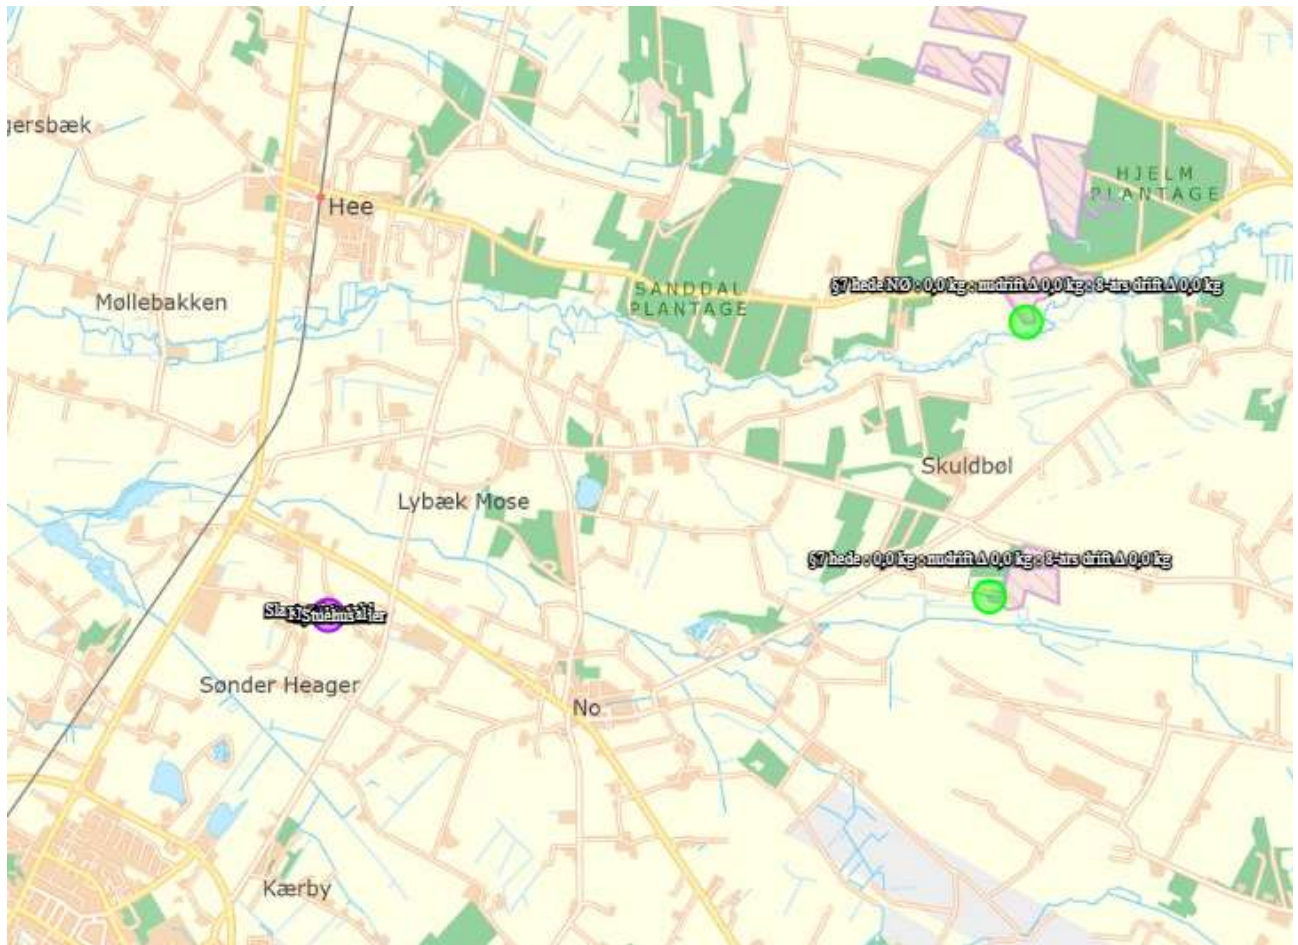 gersbæk
HJELM
PLANTAGE
Hee
§7 hede NØ : 0,0 kg : nudrift Δ 0,0 kg : 8-års drift Δ 0,0 kg
SANDDAL
PLANTAGE
Møllebakken
Skuldbøl
Lybæk Mose
§7 hede : 0,0 kg : nudrift Δ 0,0 kg : 8-års drift Δ 0,0 kg
Sønder Heager
No
Kærby